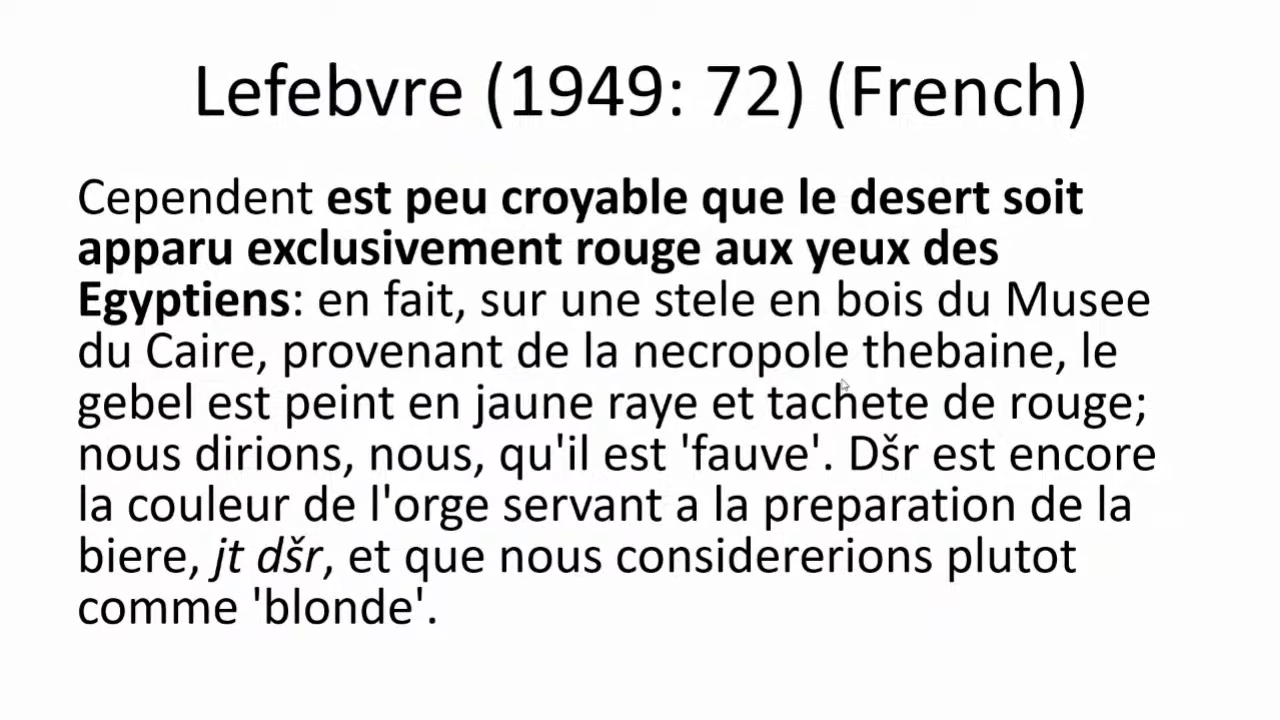 Lefebvre (1949: 72) (French)
Cependent est peu croyable que le desert soit
apparu exclusivement rouge aux yeux des
Egyptiens: en fait, sur une stele en bois du Musee
du Caire, provenant de la necropole thebaine, le
gebel est peint en jaune raye et tachete de rouge;
nous dirions, nous, qu'il est 'fauve'. Dšr est encore
la couleur de l'orge servant a la preparation de la
biere, jt dšr, et que nous considererions plutot
comme 'blonde'.